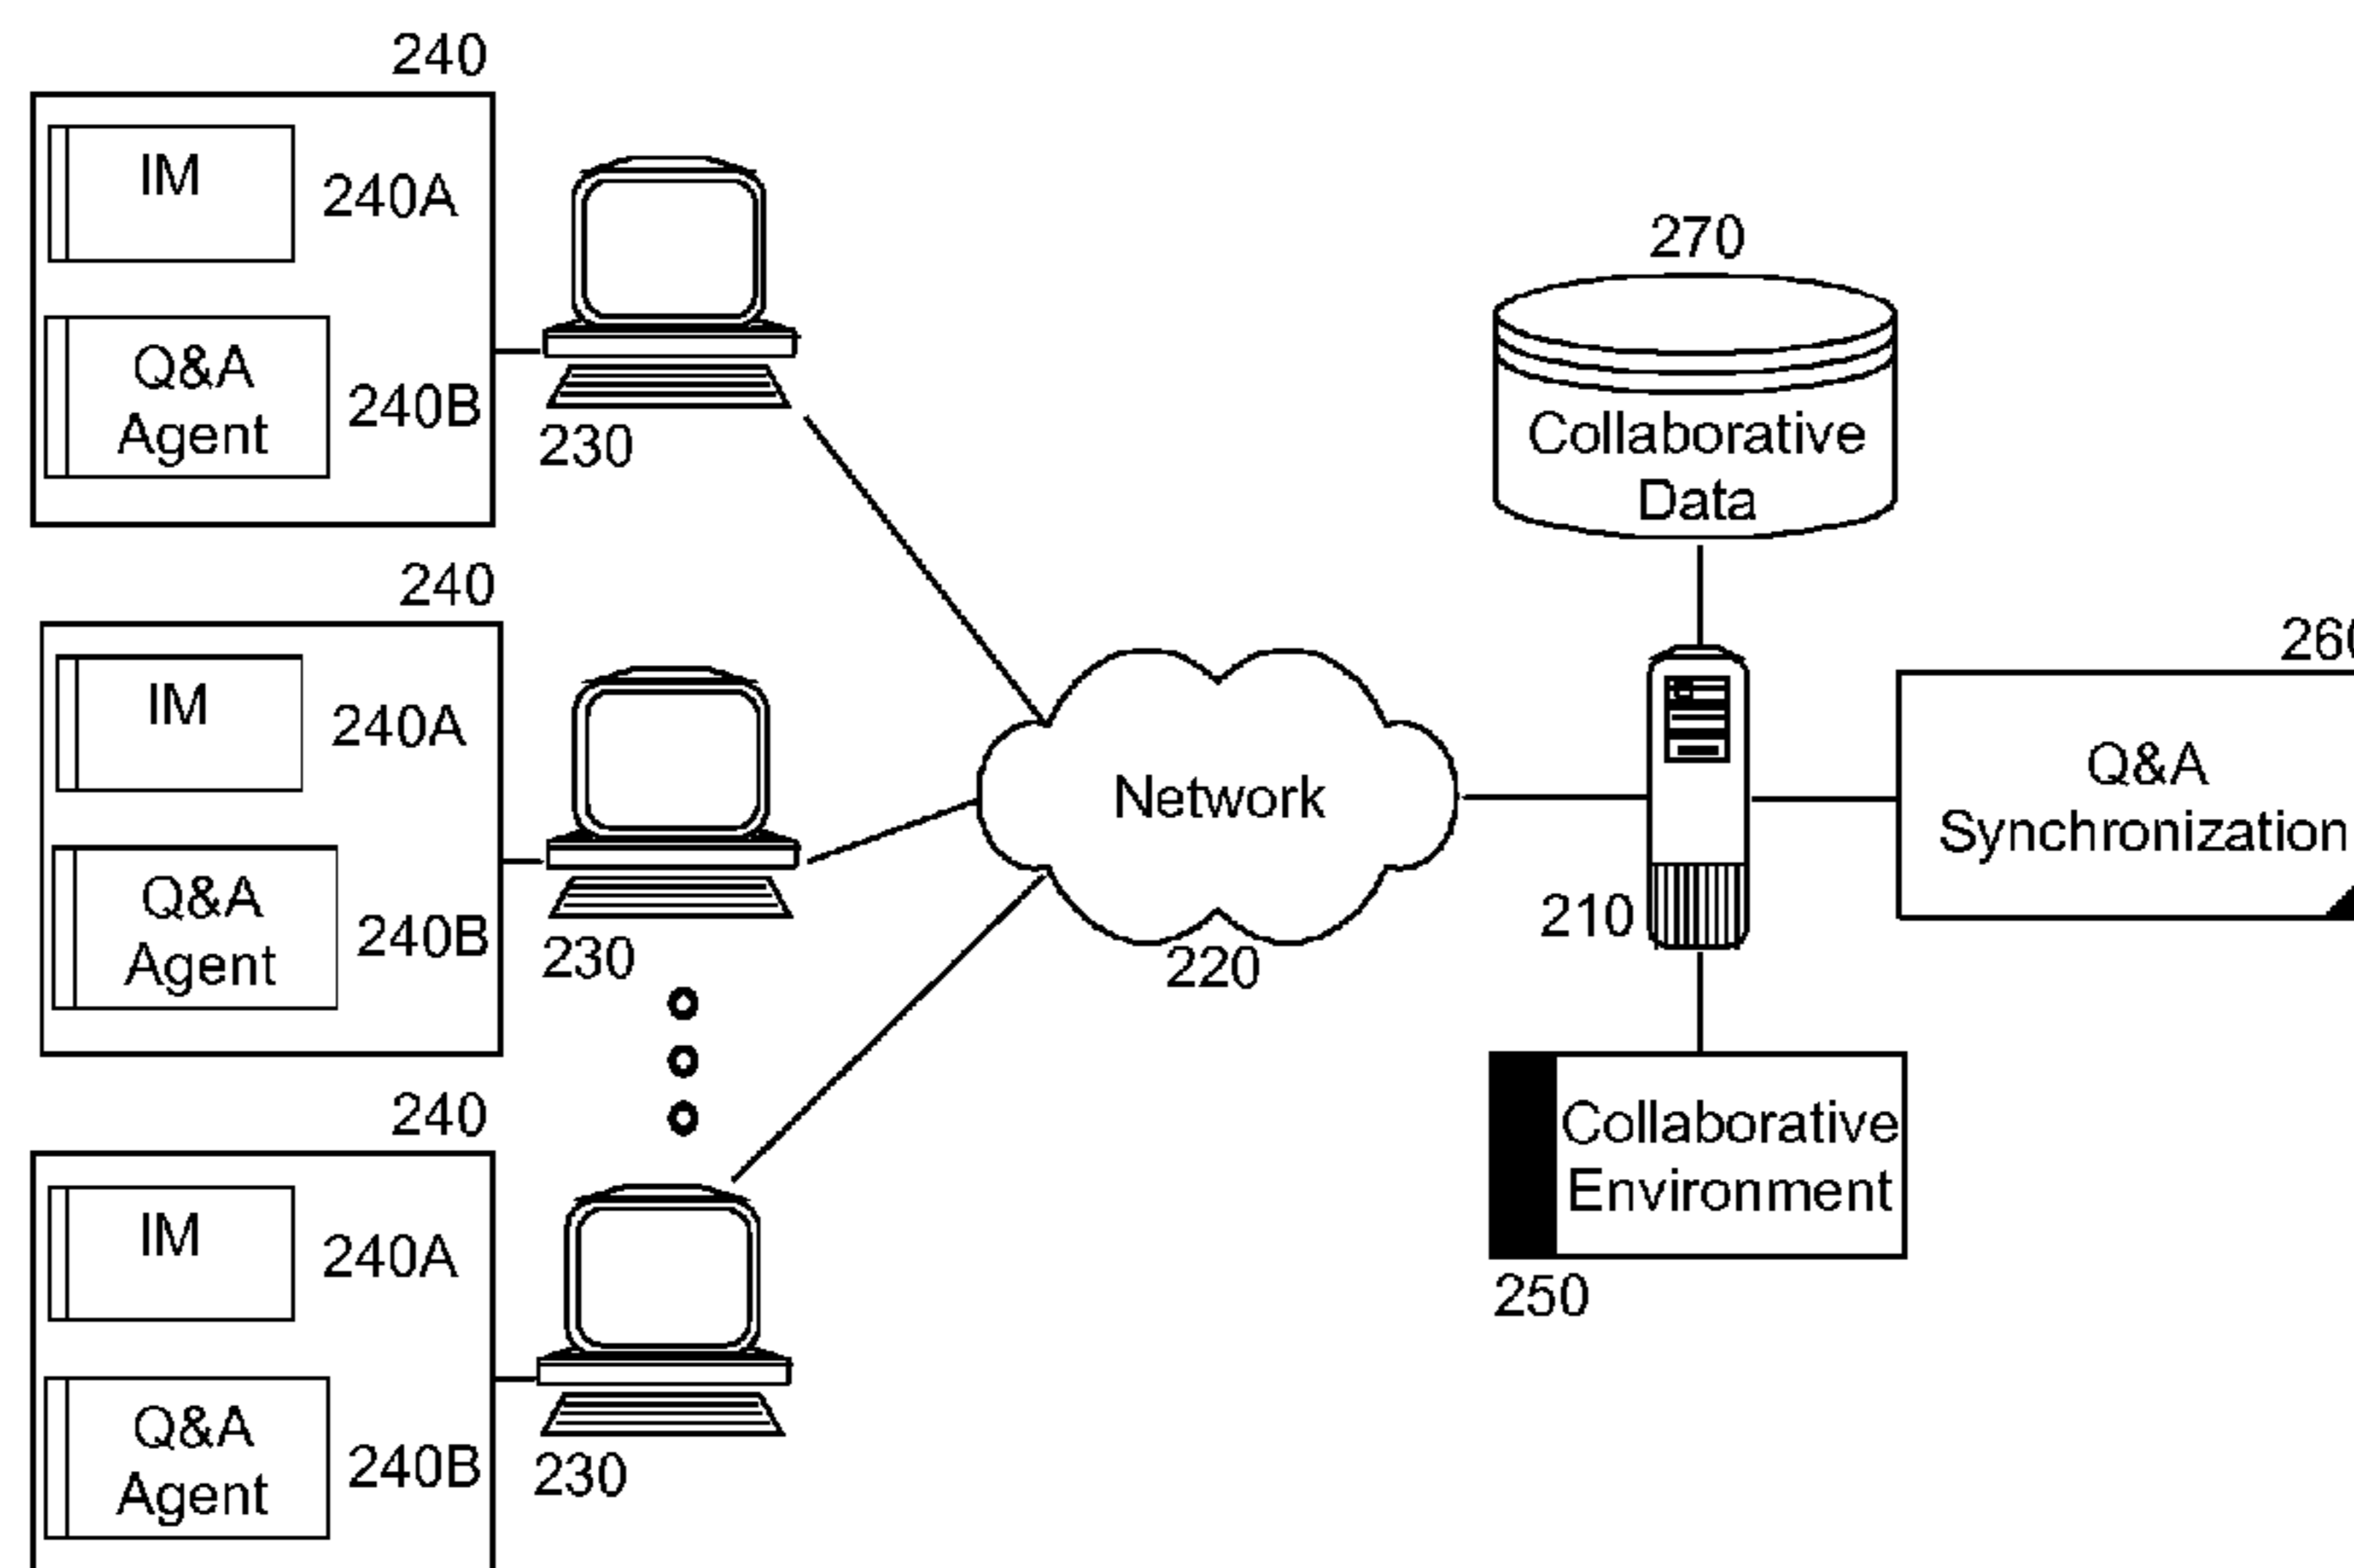 240
IM
240A
Q&A
Agent
240B
230
240
IM
240A
Q&A
Agent
240B
230
240
IM
240A
Q&A
Agent
240B
230
Network
220
270
Collaborative
Data
210
260
Q&A
Synchronization
Collaborative
Environment
250